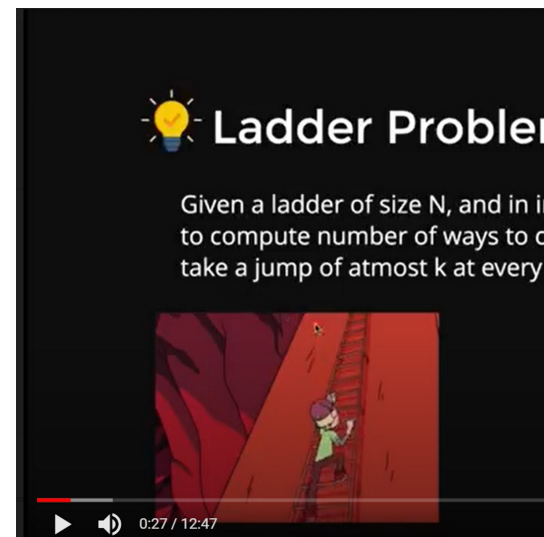 Ladder
Given a ladder of size N, and in
to compute number of ways to
take a jump of atmost k at every
0:27 / 12:47